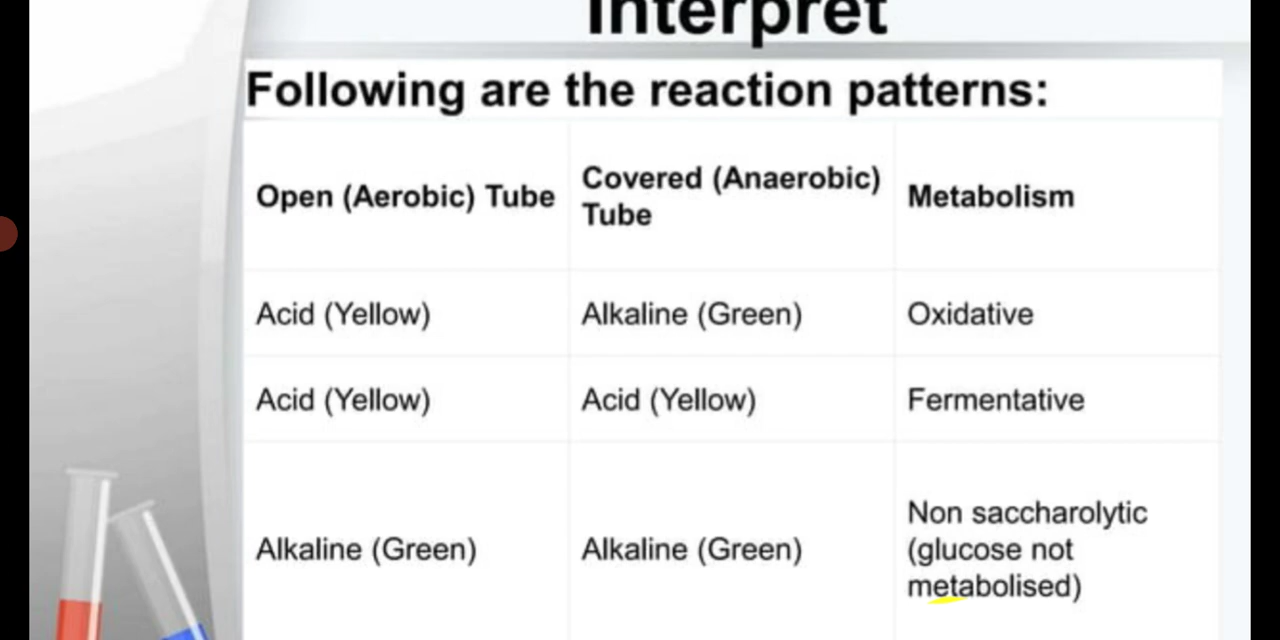 Interpret
Following are the reaction patterns:
Open (Aerobic) Tube
Covered (Anaerobic)
Tube
Metabolism
Acid (Yellow)
Alkaline (Green)
Oxidative
Acid (Yellow)
Acid (Yellow)
Fermentative
Alkaline (Green)
Alkaline (Green)
Non saccharolytic
(glucose not
metabolised)